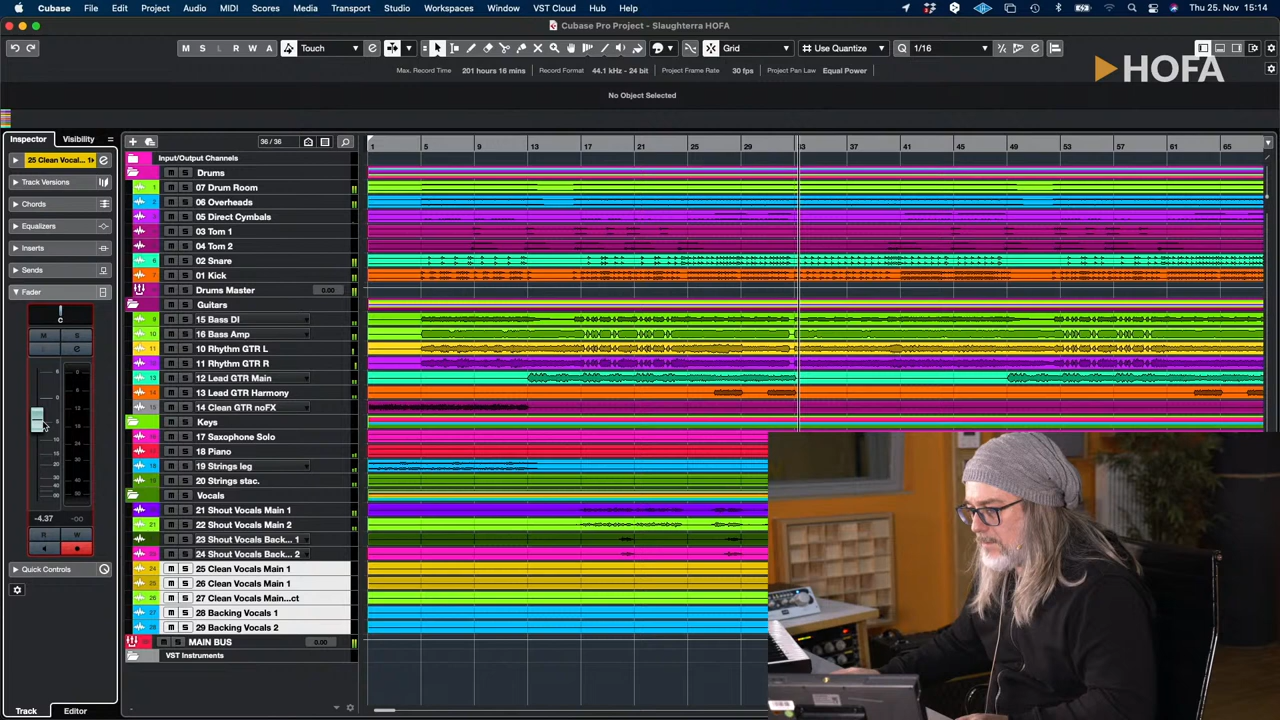 Cubase File Edit Project Audio MIDI Scores Media Transport Studio Workspaces Window VST Cloud Hub Help Thu 25. Nov 15:14
Cubase Pro Project - Slaughterra HOFA
M S L R W A Touch Grid Use Quantize Q 1/16
Max. Record Time 201 hours 16 mins Record Format 44.1 kHz - 24 bit Project Frame Rate 30 fps Project Pan Law Equal Power
HOFA
No Object Selected
Inspector Visibility 36 / 36 1 5 9 13 17 21 25 29 33 37 41 45 49 53 57 61 65
25 Clean Vocal... 1
Input/Output Channels
Drums
Track Versions
07 Drum Room
06 Overheads
Chords
05 Direct Cymbals
Equalizers
03 Tom 1
04 Tom 2
Inserts
02 Snare
Sends
01 Kick
Fader
Drums Master 0.00
Guitars
C
15 Bass DI
M S
16 Bass Amp
10 Rhythm GTR L
11 Rhythm GTR R
12 Lead GTR Main
13 Lead GTR Harmony
14 Clean GTR noFX
Keys
17 Saxophone Solo
18 Piano
19 Strings leg
20 Strings stac.
Vocals
21 Shout Vocals Main 1
-4.37 -oo
22 Shout Vocals Main 2
R W
23 Shout Vocals Back... 1
24 Shout Vocals Back... 2
Quick Controls
25 Clean Vocals Main 1
26 Clean Vocals Main 1
27 Clean Vocals Main...ct
28 Backing Vocals 1
29 Backing Vocals 2
MAIN BUS 0.00
VST Instruments
Track Editor